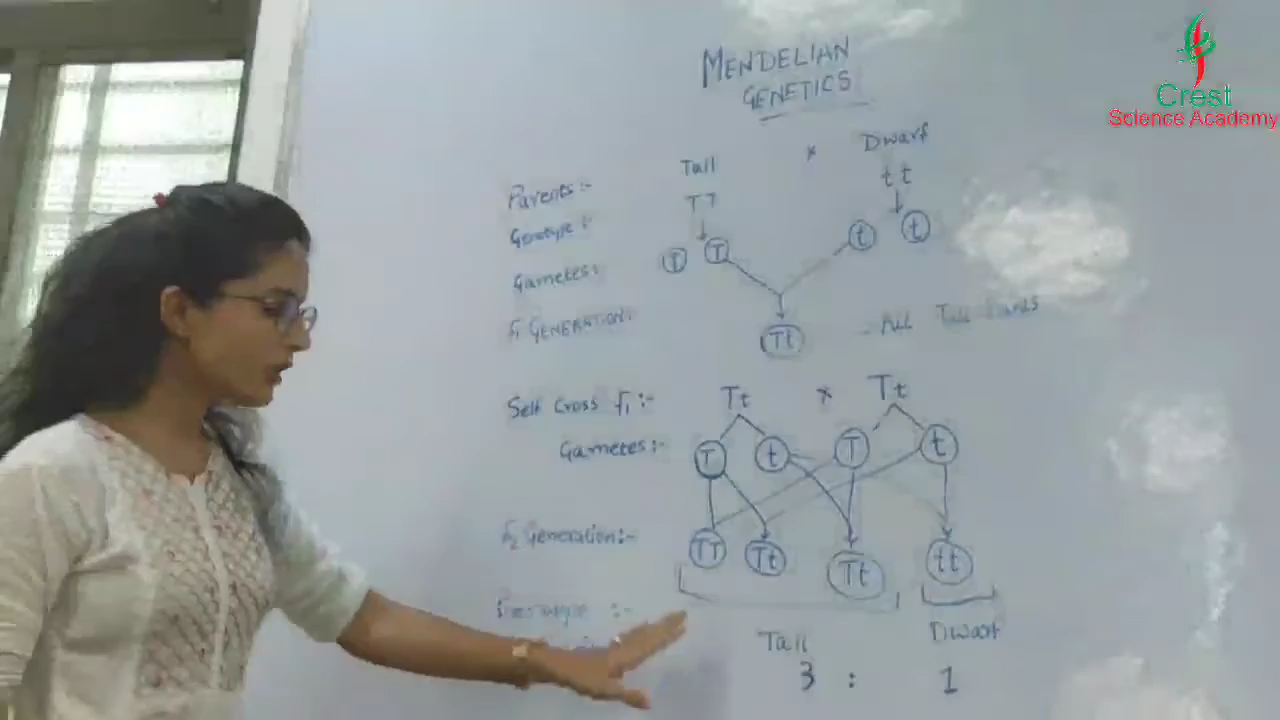 MENDELIAN
GENETICS
Crest
Science Academy
Tall * Dwarf
Parents:-
TT tt
Genotype:-
T T t t
Gametes:
F1 GENERATION:
Tt - All Tall
Self Cross F1:- Tt * Tt
Gametes:- T t T t
F2 Generation:- TT Tt Tt tt
:-
Tall Dwarf
3 : 1